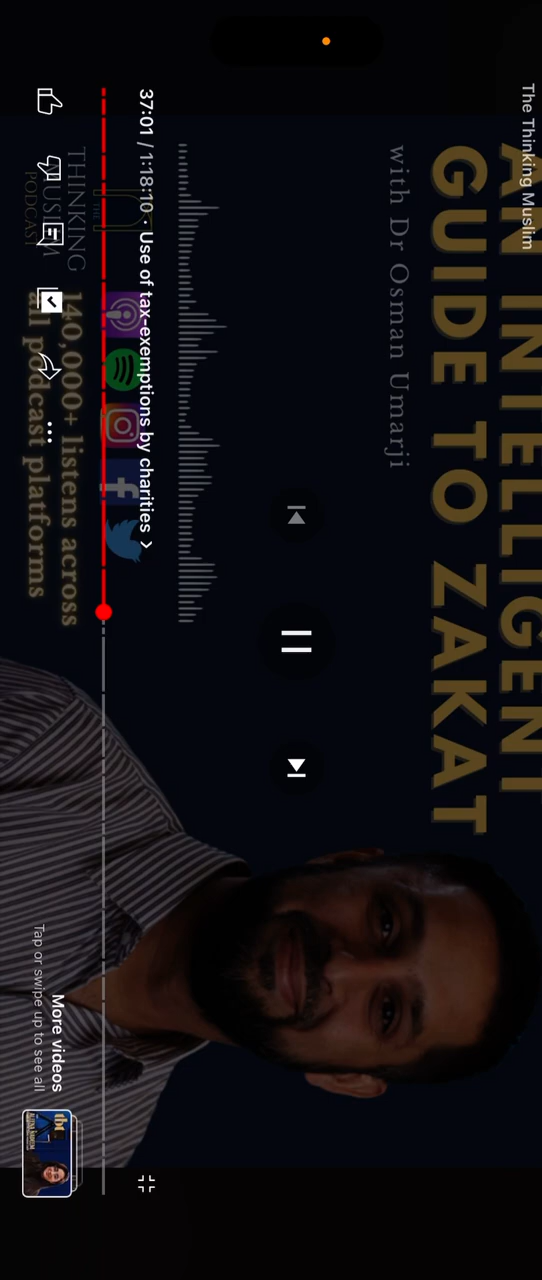 The Thinking Muslim
AN INTELLIGENT
GUIDE TO ZAKAT
with Dr Osman Umarji
37:01 / 1:18:10 · Use of tax-exemptions by charities >
THE
THINKING
MUSLIM
PODCAST
140,000+ listens across
all podcast platforms
More videos
Tap or swipe up to see all